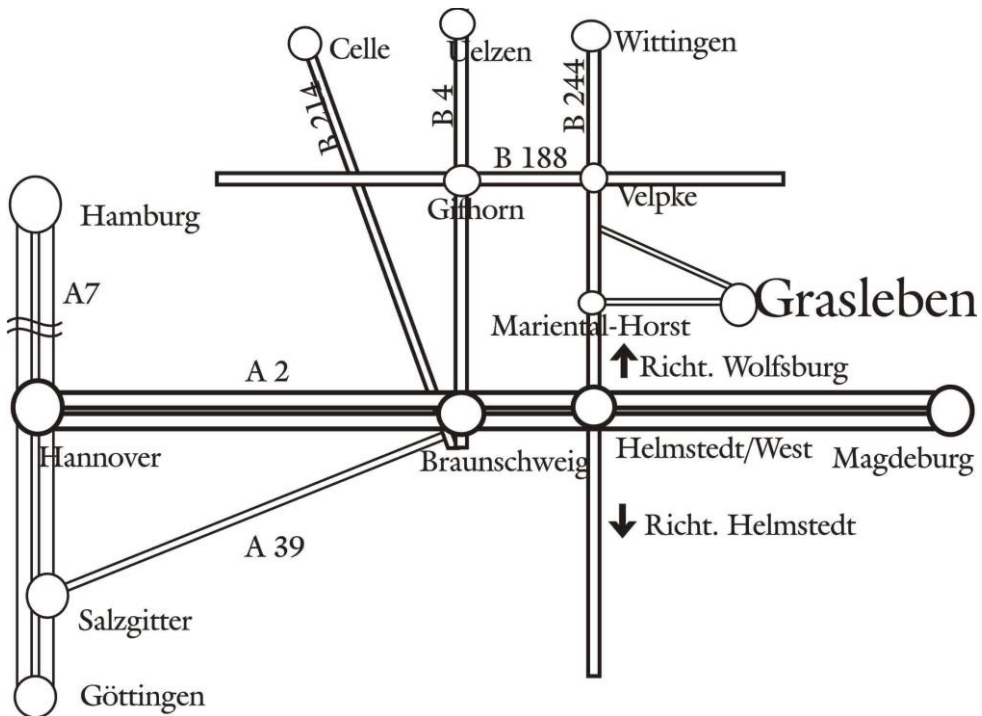 Celle
Uelzen
Wittingen
B 214
B 4
B 244
B 188
Gifhorn
Velpke
Hamburg
A7
Grasleben
Mariental-Horst
Richt. Wolfsburg
A 2
Hannover
Braunschweig
Helmstedt/West
Magdeburg
Richt. Helmstedt
A 39
Salzgitter
Göttingen